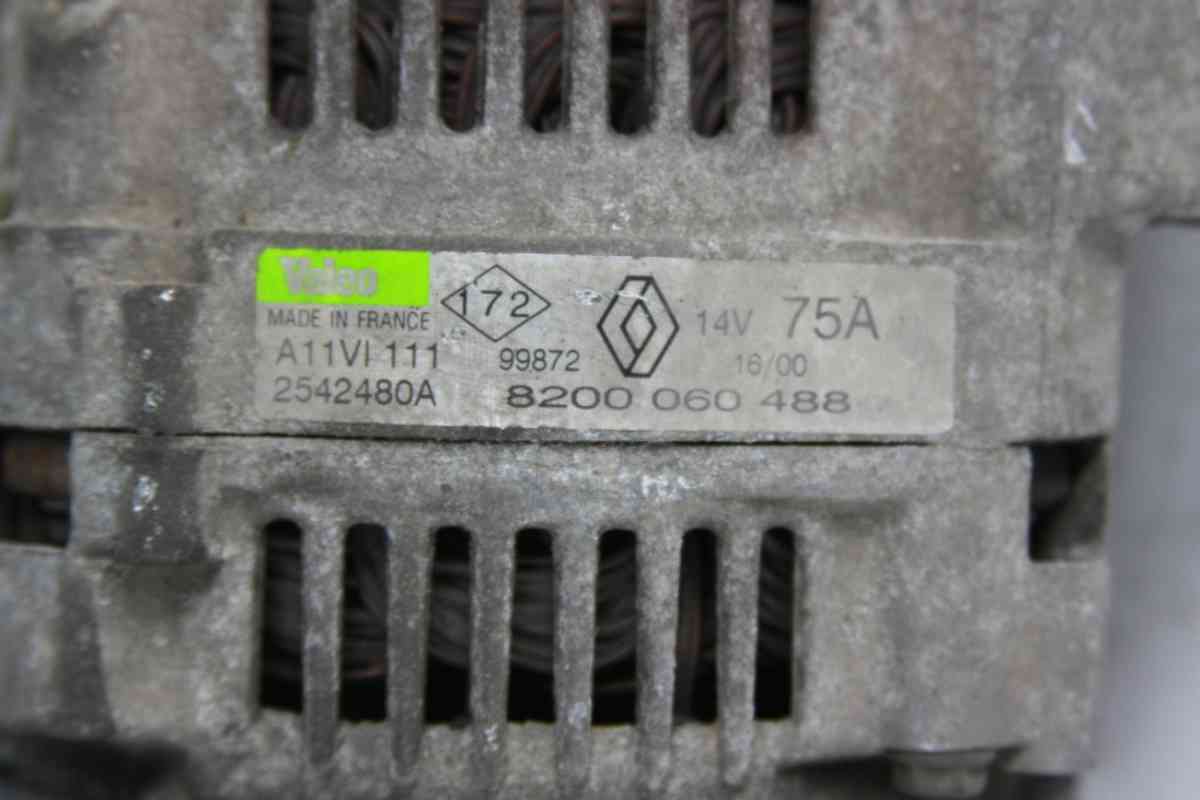 Valeo
MADE IN FRANCE
172
14V 75A
A11VI 111
99872
16/00
2542480A
8200 060 488